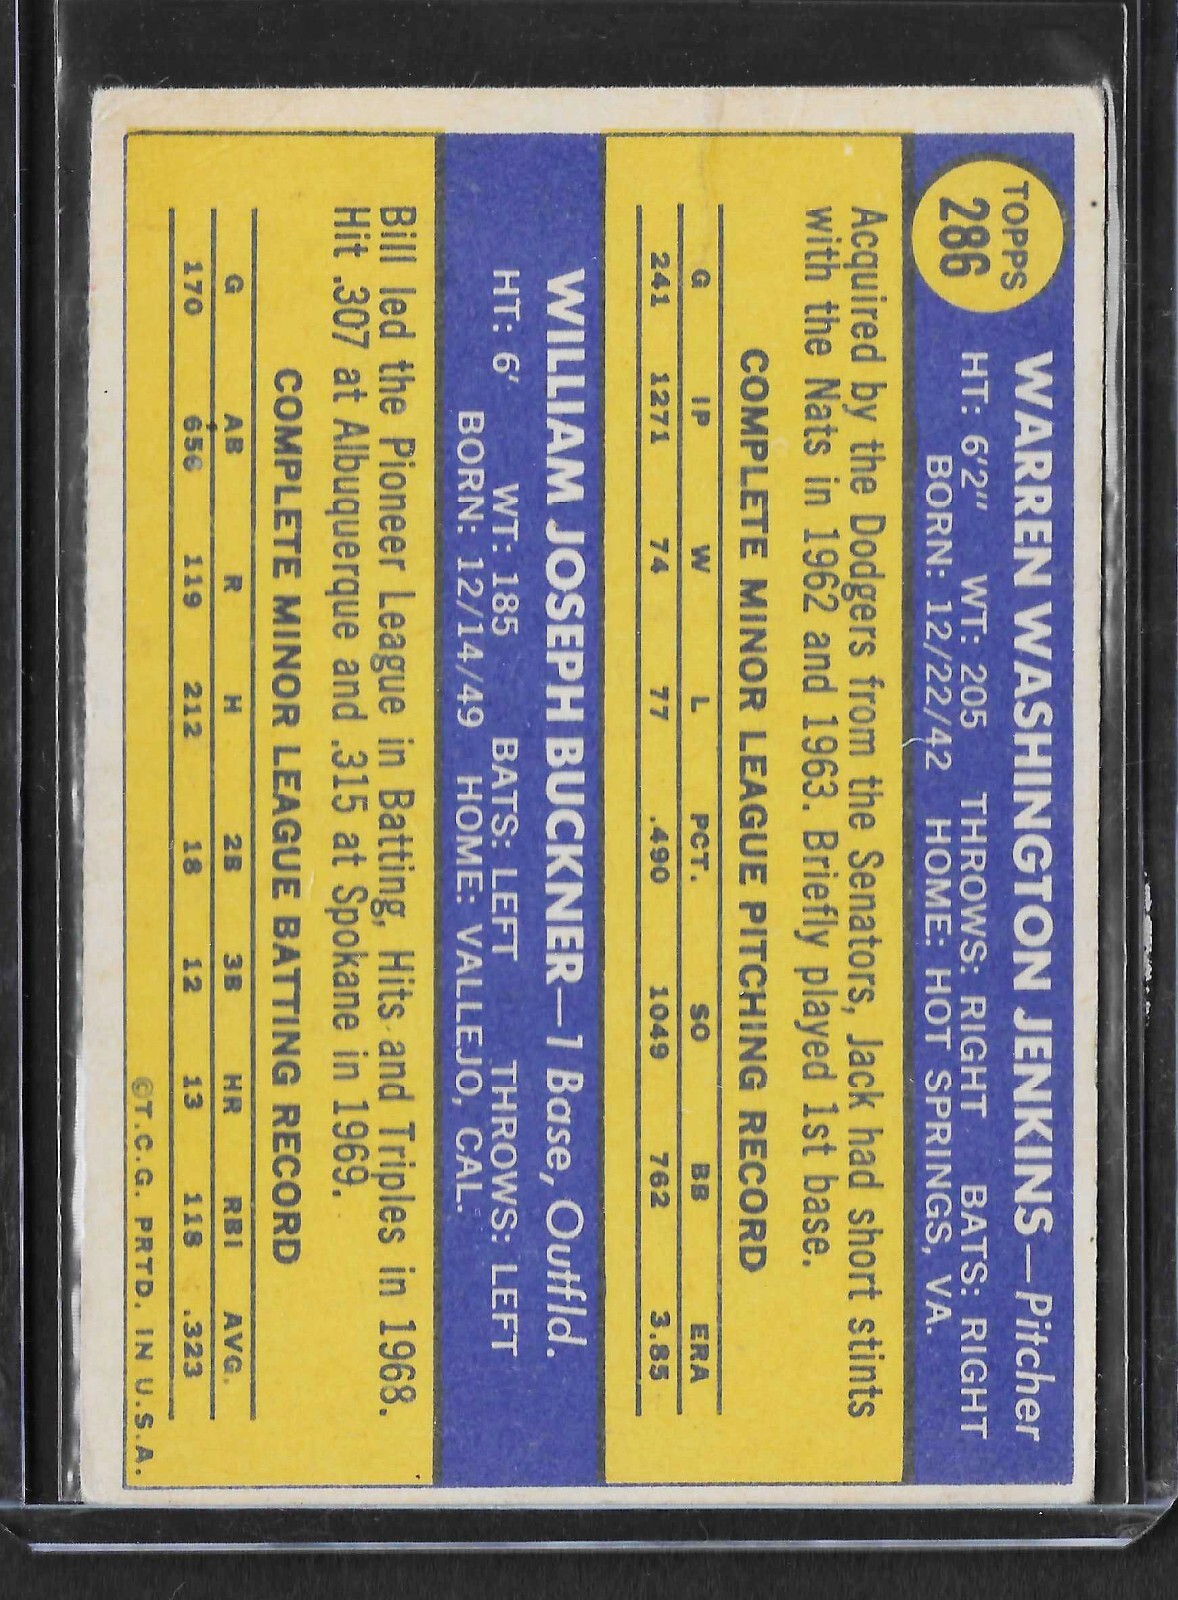 TOPPS
286
WARREN WASHINGTON JENKINS—Pitcher
HT: 6'2" WT: 205 THROWS: RIGHT BATS: RIGHT
BORN: 12/22/42 HOME: HOT SPRINGS, VA.
Acquired by the Dodgers from the Senators, Jack had short stints
with the Nats in 1962 and 1963. Briefly played 1st base.
COMPLETE MINOR LEAGUE PITCHING RECORD
G IP W L PCT. SO BB ERA
241 1271 74 77 .490 1049 762 3.85
WILLIAM JOSEPH BUCKNER—1 Base, Outfld.
HT: 6' WT: 185 BATS: LEFT THROWS: LEFT
BORN: 12/14/49 HOME: VALLEJO, CAL.
Bill led the Pioneer League in Batting, Hits and Triples in 1968.
Hit .307 at Albuquerque and .315 at Spokane in 1969.
COMPLETE MINOR LEAGUE BATTING RECORD
G AB R H 2B 3B HR RBI AVG.
170 656 119 212 18 12 13 118 .323
©T.C.G. PRTD. IN U.S.A.